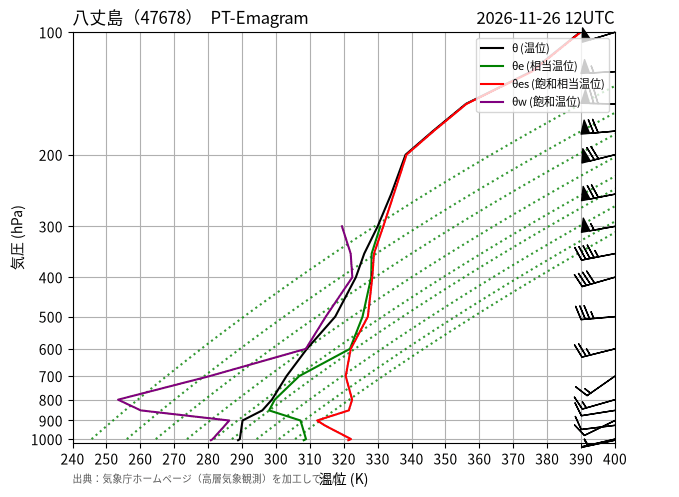 八丈島（47678） PT-Emagram
2026-11-26 12UTC
100
200
300
400
500
600
700
800
900
1000
気圧 (hPa)
θ (温位)
θe (相当温位)
θes (飽和相当温位)
θw (飽和温位)
240 250 260 270 280 290 300 310 320 330 340 350 360 370 380 390 400
温位 (K)
出典：気象庁ホームページ（高層気象観測）を加工して